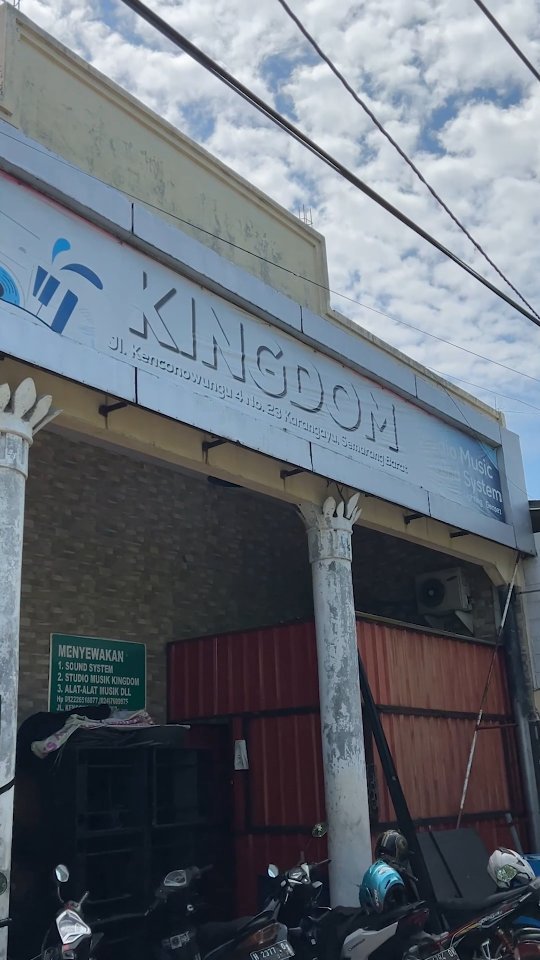 KINGDOM
Jl. Kenconowungu 4 No. 23 Karangayu, Semarang Barat
Music
System
MENYEWAKAN
1. SOUND SYSTEM
2. STUDIO MUSIK KINGDOM
3. ALAT-ALAT MUSIK DLL